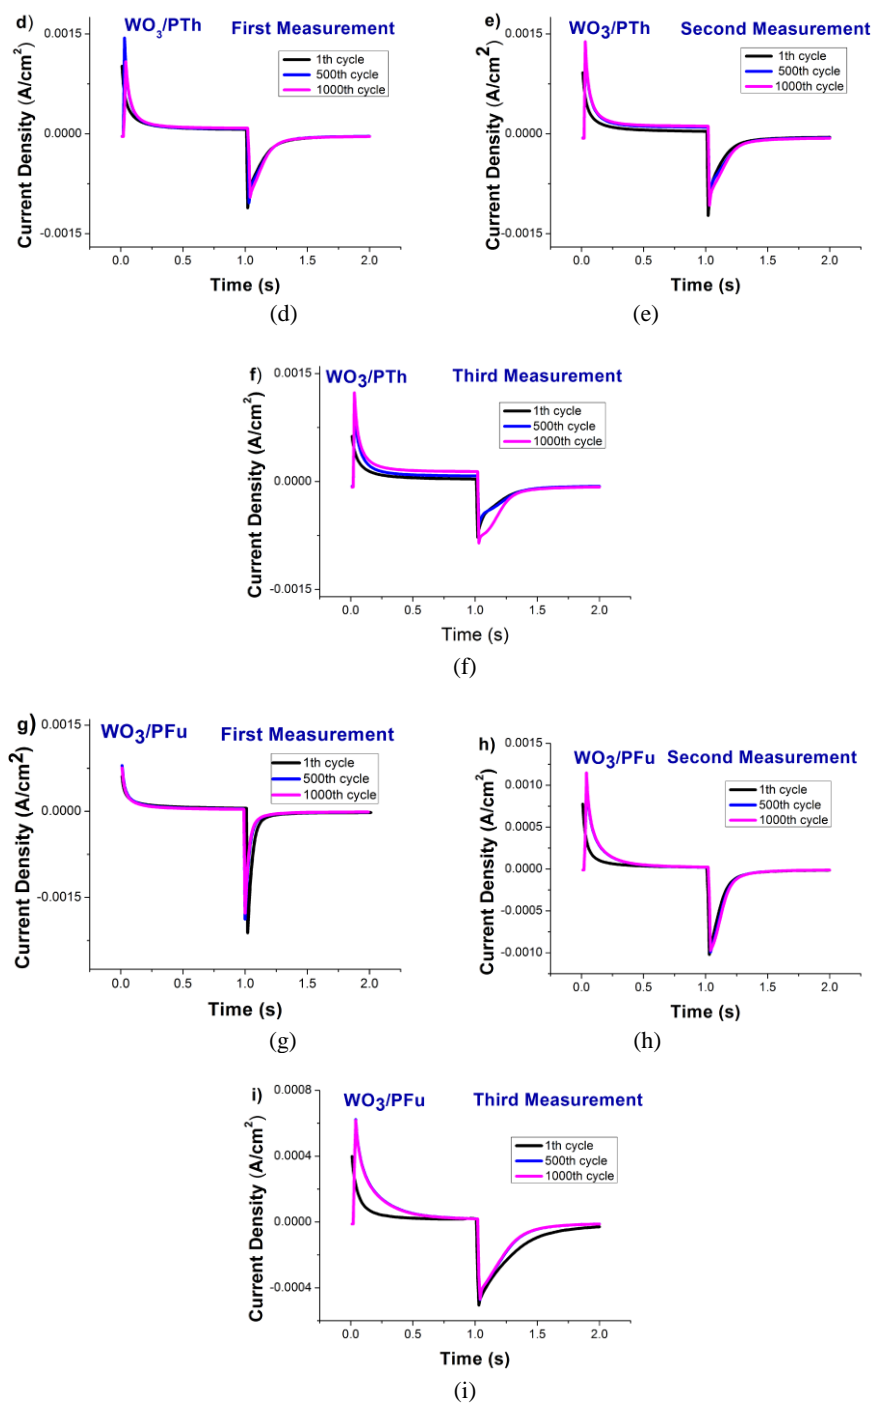 d) WO3/PTh First Measurement
1th cycle
500th cycle
1000th cycle
Current Density (A/cm2)
0.0015
0.0000
-0.0015
0.0 0.5 1.0 1.5 2.0
Time (s)
(d)
e) WO3/PTh Second Measurement
1th cycle
500th cycle
1000th cycle
Current Density (A/cm2)
0.0015
0.0000
-0.0015
0.0 0.5 1.0 1.5 2.0
Time (s)
(e)
f) WO3/PTh Third Measurement
1th cycle
500th cycle
1000th cycle
Current Density (A/cm2)
0.0015
0.0000
-0.0015
0.0 0.5 1.0 1.5 2.0
Time (s)
(f)
g) WO3/PFu First Measurement
1th cycle
500th cycle
1000th cycle
Current Density (A/cm2)
0.0015
0.0000
-0.0015
0.0 0.5 1.0 1.5 2.0
Time (s)
(g)
h) WO3/PFu Second Measurement
1th cycle
500th cycle
1000th cycle
Current Density (A/cm2)
0.0015
0.0010
0.0005
0.0000
-0.0005
-0.0010
0.0 0.5 1.0 1.5 2.0
Time (s)
(h)
i) WO3/PFu Third Measurement
1th cycle
500th cycle
1000th cycle
Current Density (A/cm2)
0.0008
0.0004
0.0000
-0.0004
0.0 0.5 1.0 1.5 2.0
Time (s)
(i)